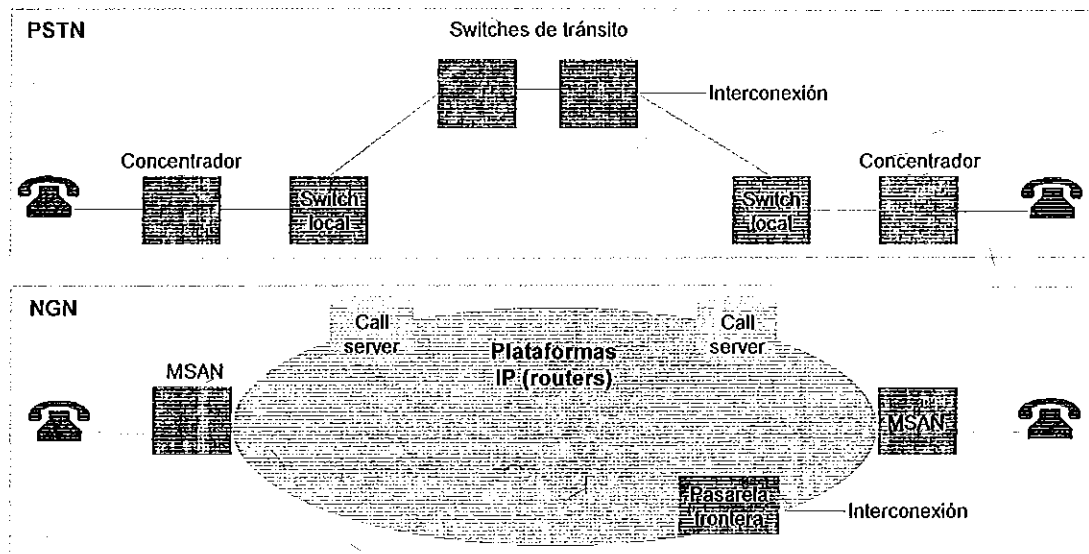 PSTN
Switches de tránsito
Interconexión
Concentrador
Concentrador
Switch
local
Switch
local
NGN
Call
server
Call
server
Plataformas
IP (routers)
MSAN
MSAN
Pasarela
frontera
Interconexión